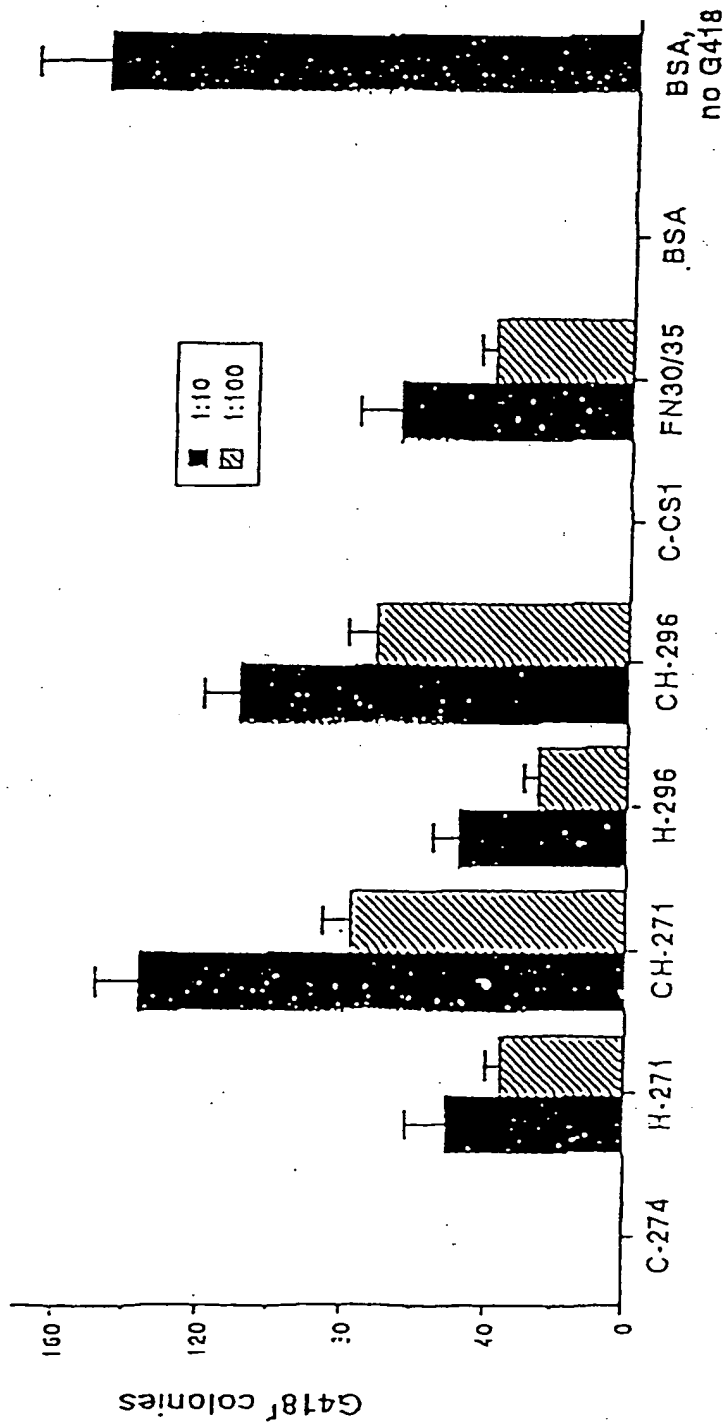 G418ʳ colonies
160
120
80
40
0
1:10
1:100
C-274
H-271
CH-271
H-296
CH-296
C-CS1
FN30/35
BSA
BSA,
no G418